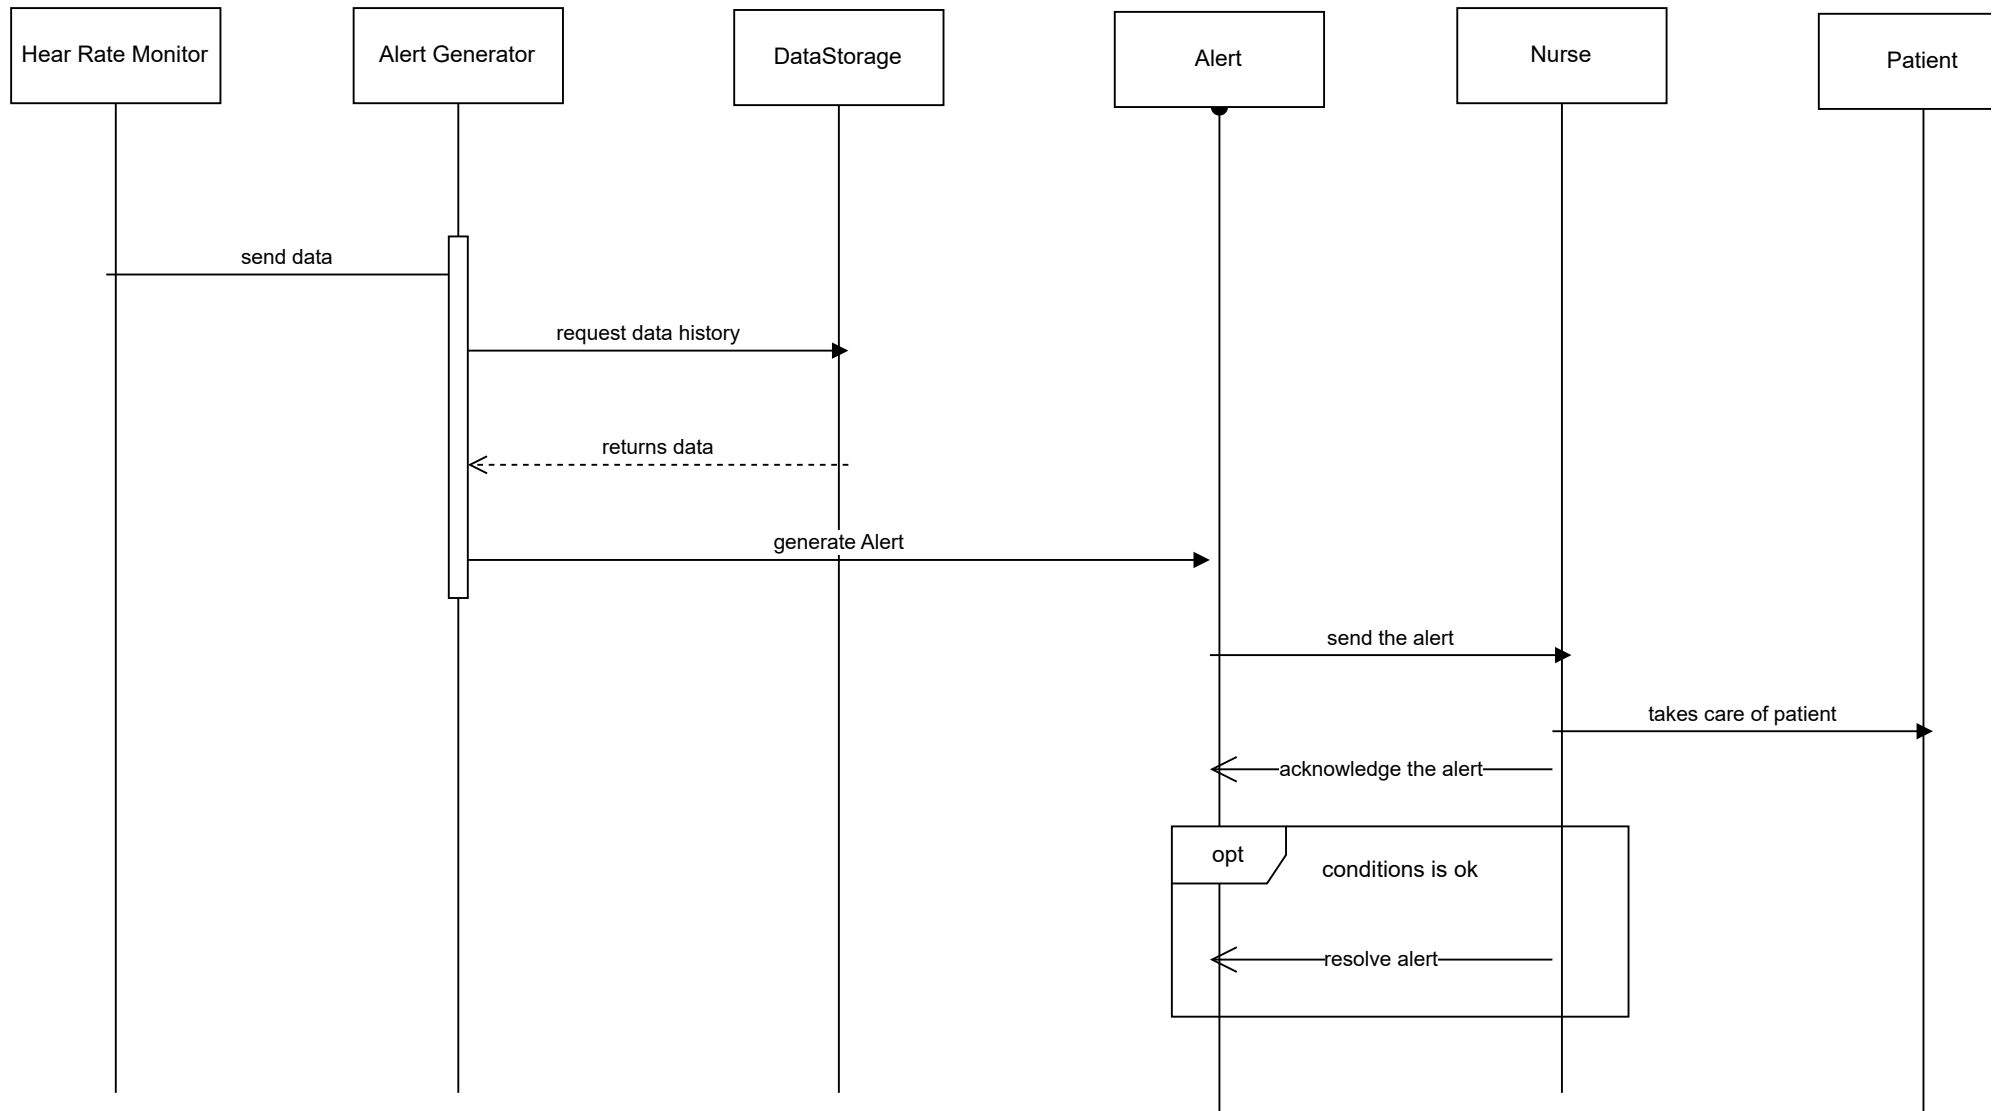 Hear Rate Monitor
Alert Generator
DataStorage
Alert
Nurse
Patient
send data
request data history
returns data
generate Alert
send the alert
takes care of patient
acknowledge the alert
opt
conditions is ok
resolve alert